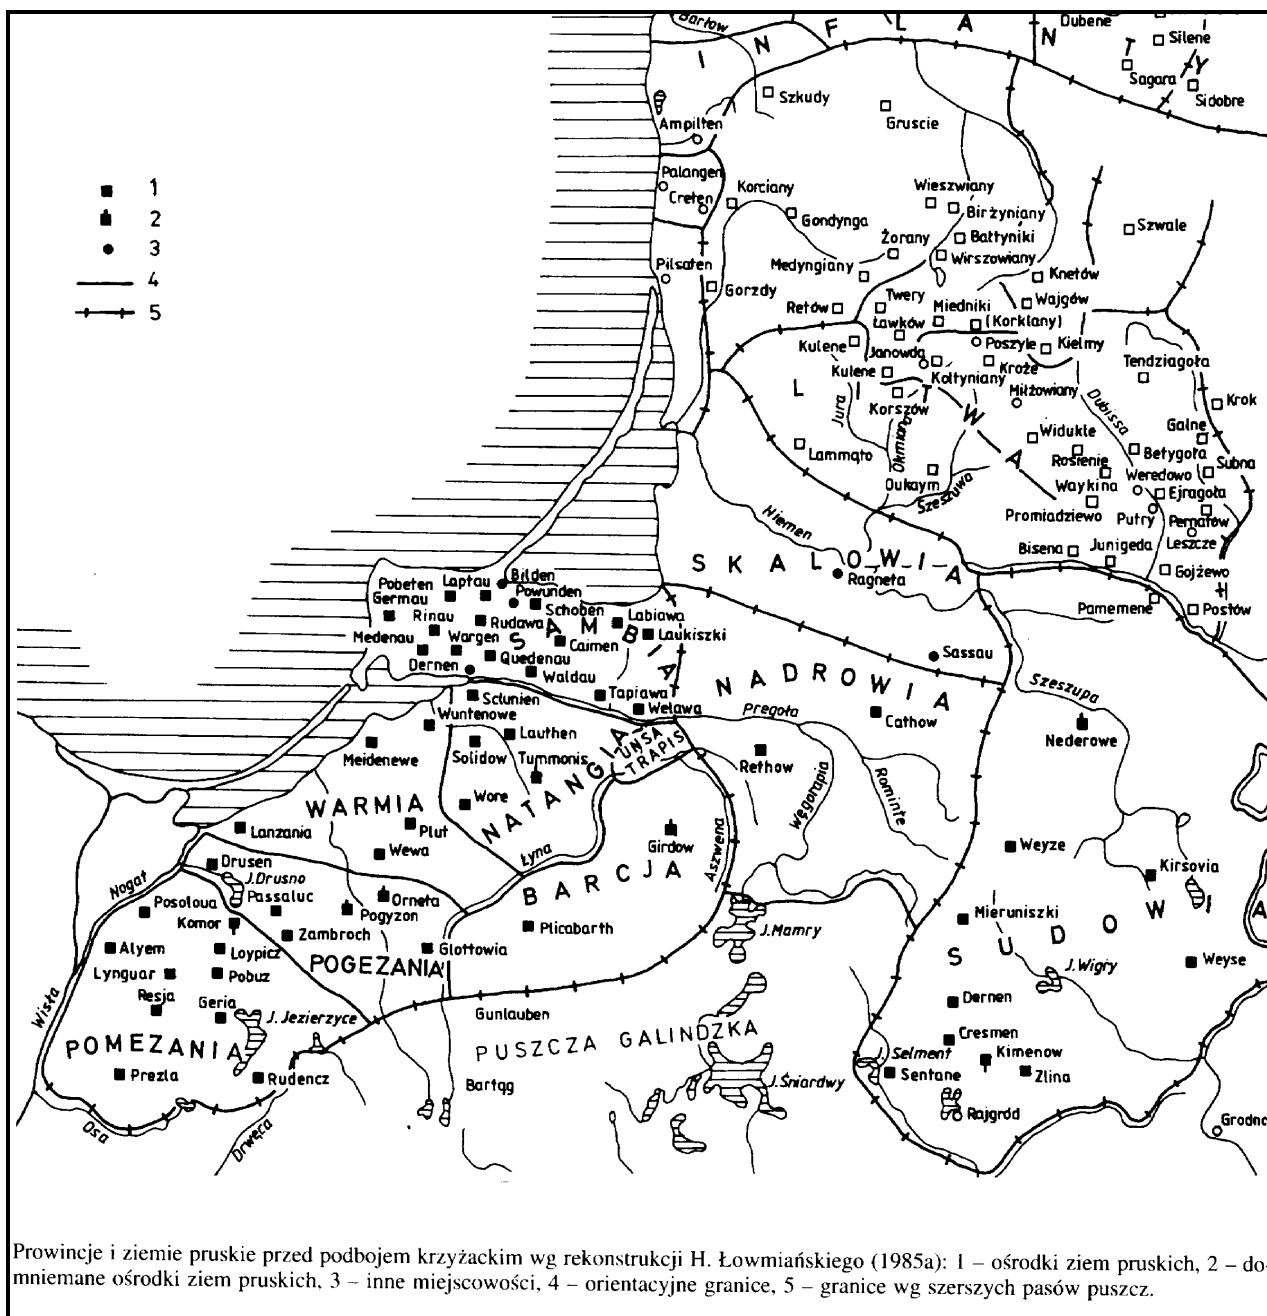 Bartow
I N F L A N T Y
Dubene
Silene
Sagara
Sidobre
Szkudy
Gruscie
Ampilten
Palangen
Creten
Korciany
Gondynga
Wieszwiany
Birżyniany
Bałtyniki
Żorany
Wirszowiany
Szwale
Pilsaten
Medyngiany
Gorzdy
Knetów
Retów
Twery
Miedniki
Wajgów
Ławków
(Korklany)
Kulene
Janowda
Poszyle
Kielmy
Kulene
Kołtyniany
Kroże
Tendziagoła
L I T W A
Korszów
Miłżowiany
Krok
Jura
Okmiana
Dubissa
Galne
Widukle
Lammąto
Rosienie
Betygoła
Subna
Dukaym
Szeszuwa
Waykina
Weredowo
Ejragoła
Promiadziewo
Putry
Pernarów
Niemen
Leszcze
Bisena
Junigeda
Gojżewo
S K A L O W I A
Ragneta
Pamemene
Postów
1
2
3
4
5
Pobeten
Laptau
Bilden
Germau
Powunden
Schoben
Rinau
Rudawa
Labiawa
S A M B I A
Laukiszki
Medenau
Wargen
Caimen
Dernen
Quedenau
Waldau
Sassau
Sclunien
Tapiawa
Welawa
N A D R O W I A
Szeszupa
Wuntenowe
Pregoła
Cathow
Nederowe
Lauthen
Meidenewe
Solidow
Tummonis
UNSA
TRAPIS
Rethow
N A T A N G I A
Węgorapia
Rominte
WARMIA
Wore
Lanzania
Plut
Girdow
Aszwena
Wewa
Łyna
Weyze
Kirsovia
Drusen
J.Drusno
B A R C J A
Nogat
Posoloua
Passaluc
Orneta
Komor
Pogyzon
Mieruniszki
Plicabarth
S U D O W I A
Alyem
Zambroch
Loypicz
Glottowia
J.Mamry
Lynguar
Pobuz
POGEZANIA
J.Wigry
Weyse
Wisła
Resja
Geria
J. Jezierzyce
Gunlauben
Dernen
POMEZANIA
PUSZCZA GALINDZKA
Cresmen
Selment
Kimenow
Prezla
Rudencz
Bartąg
J.Śniardwy
Sentane
Zlina
Rajgród
Osa
Drwęca
Grodno
Prowincje i ziemie pruskie przed podbojem krzyżackim wg rekonstrukcji H. Łowmiańskiego (1985a): 1 – ośrodki ziem pruskich, 2 – do-
mniemane ośrodki ziem pruskich, 3 – inne miejscowości, 4 – orientacyjne granice, 5 – granice wg szerszych pasów puszcz.